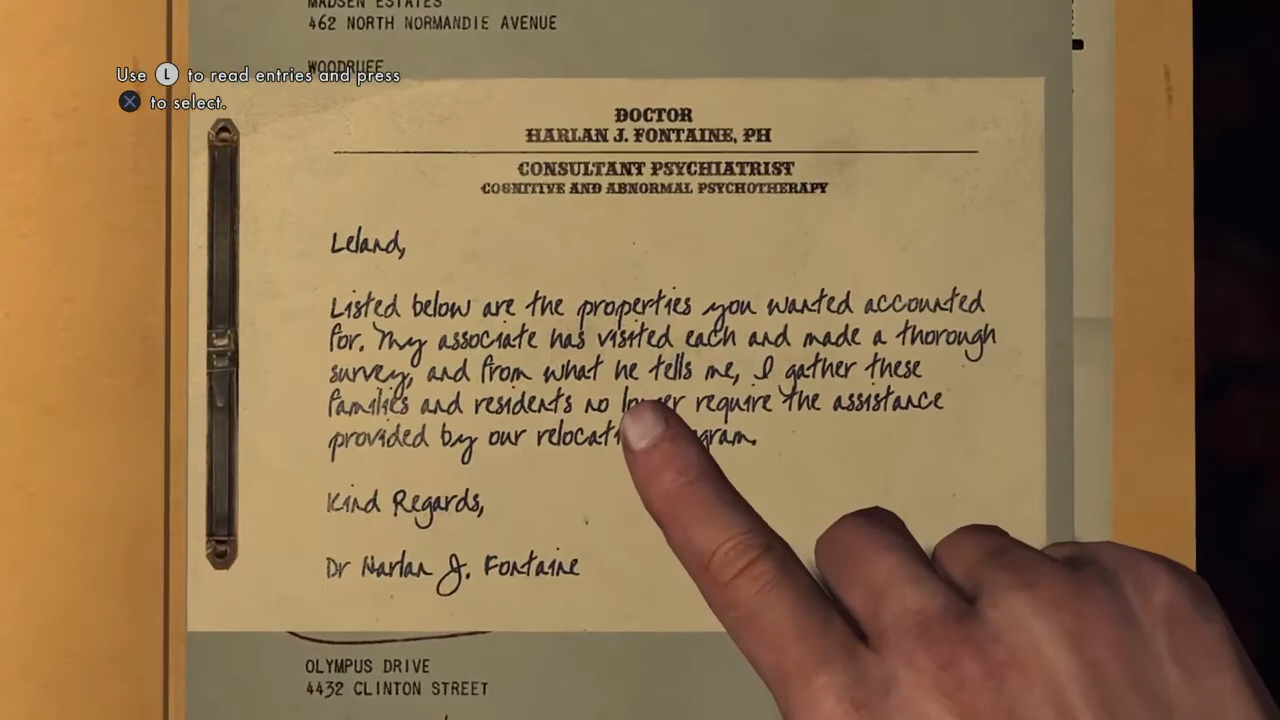 MADSEN ESTATES
462 NORTH NORMANDIE AVENUE
WOODRUFF
Use L to read entries and press
to select.
DOCTOR
HARLAN J. FONTAINE, PH
CONSULTANT PSYCHIATRIST
COGNITIVE AND ABNORMAL PSYCHOTHERAPY
Leland,
Listed below are the properties you wanted accounted
for. My associate has visited each and made a thorough
survey, and from what he tells me, I gather these
families and residents no longer require the assistance
provided by our
Kind Regards,
Dr Harlan J. Fontaine
OLYMPUS DRIVE
4432 CLINTON STREET